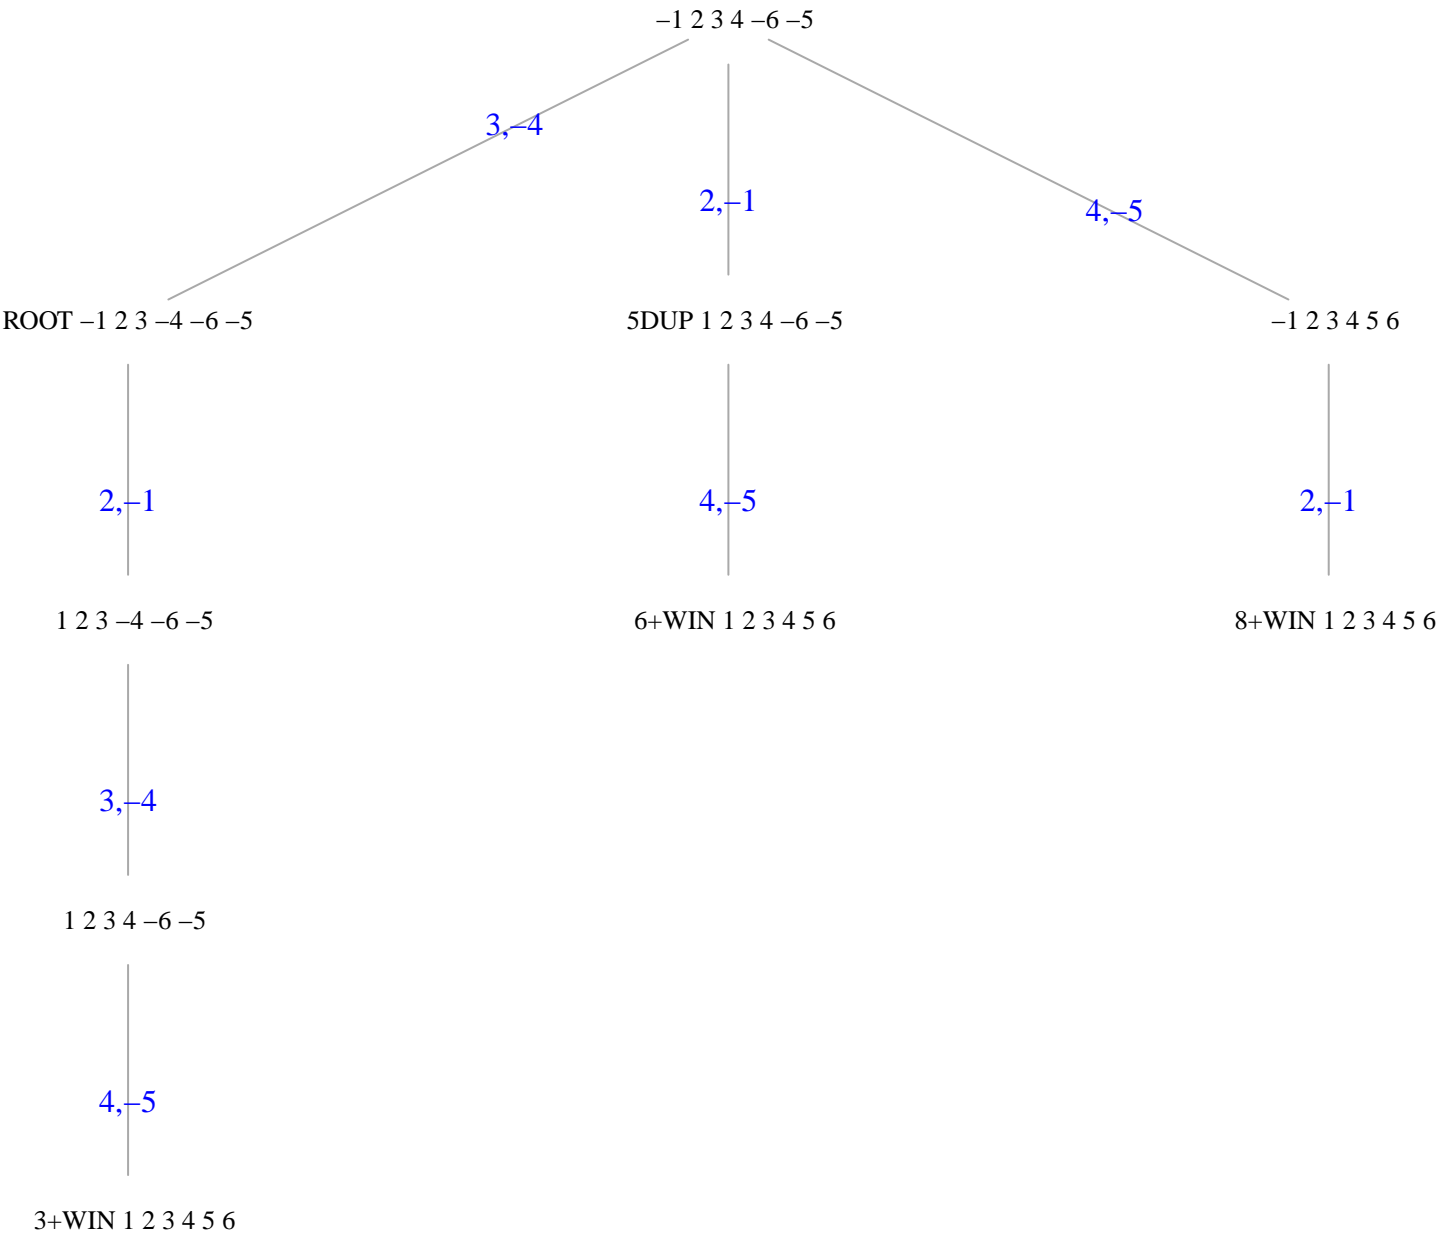 –1 2 3 4 –6 –5
3,–4
2,–1
4,–5
ROOT –1 2 3 –4 –6 –5
5DUP 1 2 3 4 –6 –5
–1 2 3 4 5 6
2,–1
4,–5
2,–1
1 2 3 –4 –6 –5
6+WIN 1 2 3 4 5 6
8+WIN 1 2 3 4 5 6
3,–4
1 2 3 4 –6 –5
4,–5
3+WIN 1 2 3 4 5 6